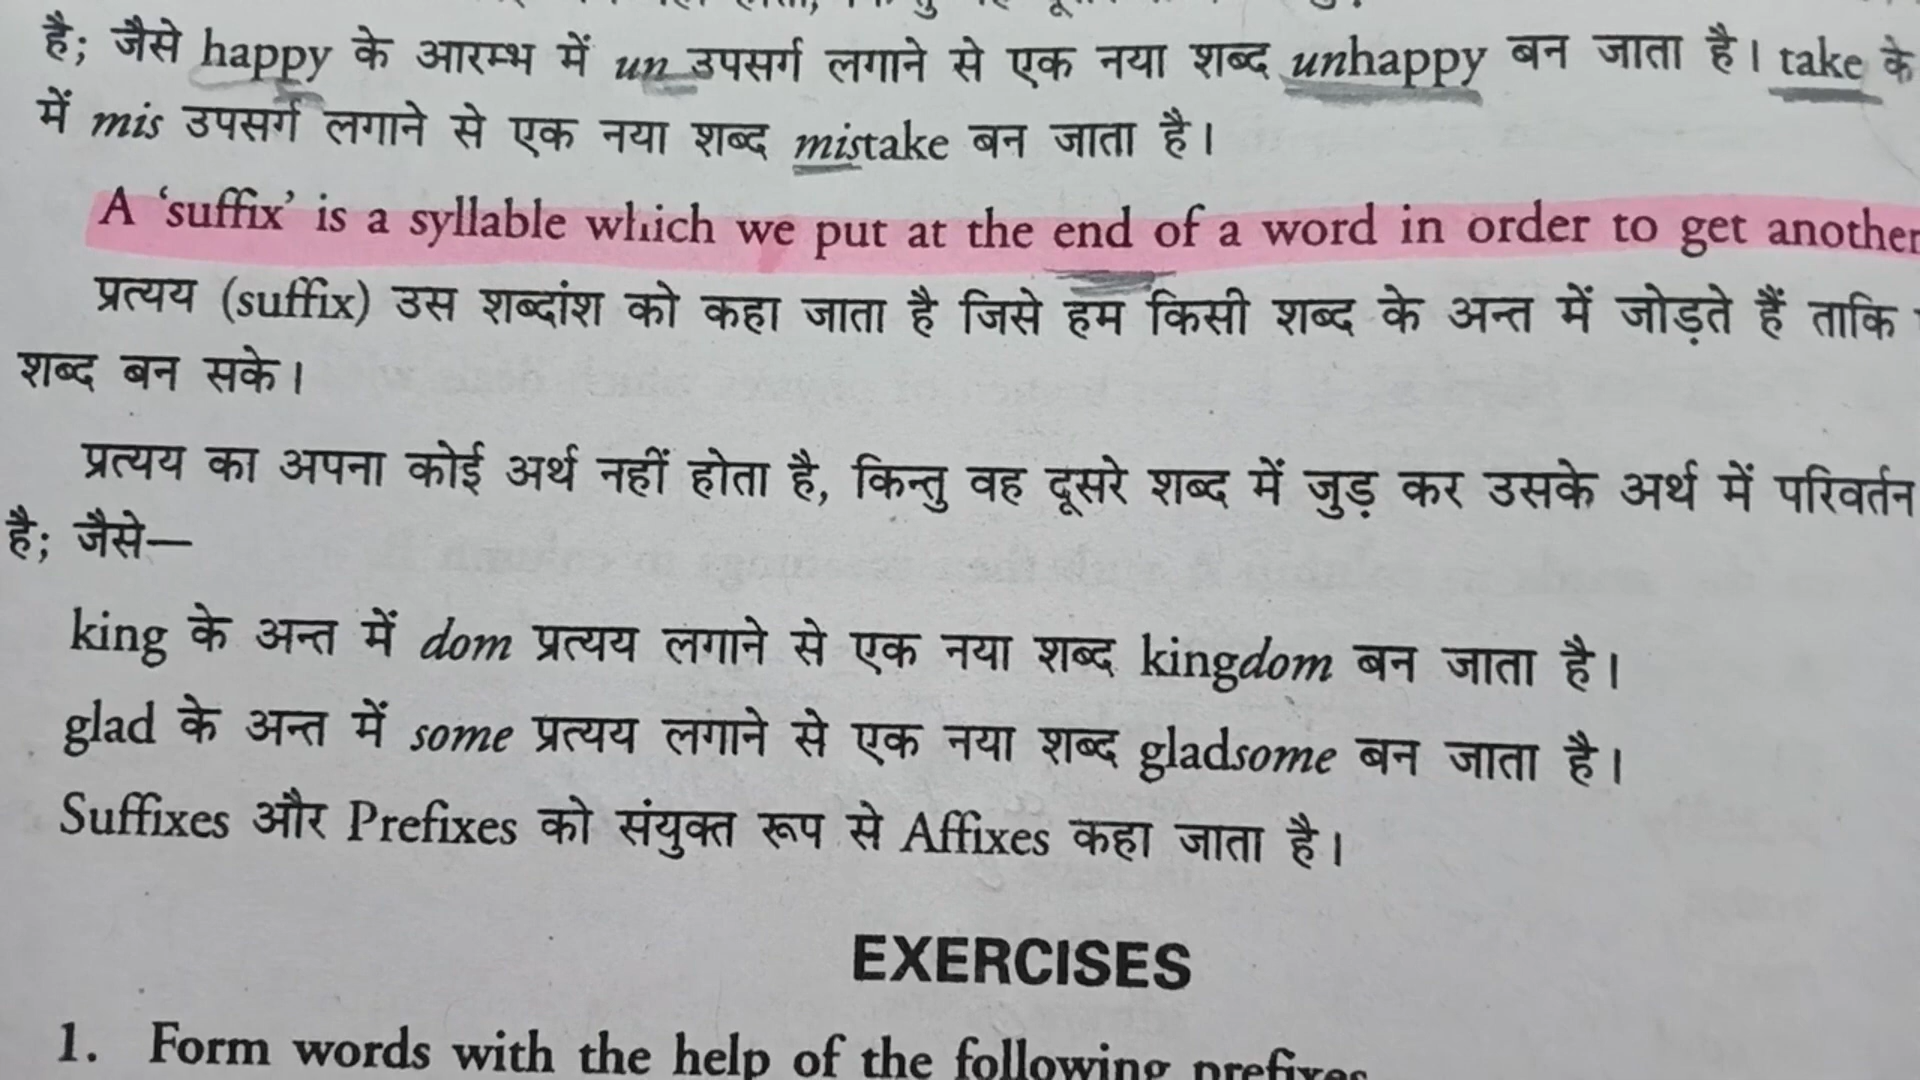 है; जैसे happy के आरम्भ में un उपसर्ग लगाने से एक नया शब्द unhappy बन जाता है। take के
में mis उपसर्ग लगाने से एक नया शब्द mistake बन जाता है।
A ‘suffix’ is a syllable which we put at the end of a word in order to get another
प्रत्यय (suffix) उस शब्दांश को कहा जाता है जिसे हम किसी शब्द के अन्त में जोड़ते हैं ताकि
शब्द बन सके।
प्रत्यय का अपना कोई अर्थ नहीं होता है, किन्तु वह दूसरे शब्द में जुड़ कर उसके अर्थ में परिवर्तन
है; जैसे—
king के अन्त में dom प्रत्यय लगाने से एक नया शब्द kingdom बन जाता है।
glad के अन्त में some प्रत्यय लगाने से एक नया शब्द gladsome बन जाता है।
Suffixes और Prefixes को संयुक्त रूप से Affixes कहा जाता है।
EXERCISES
1. Form words with the help of the following prefixes